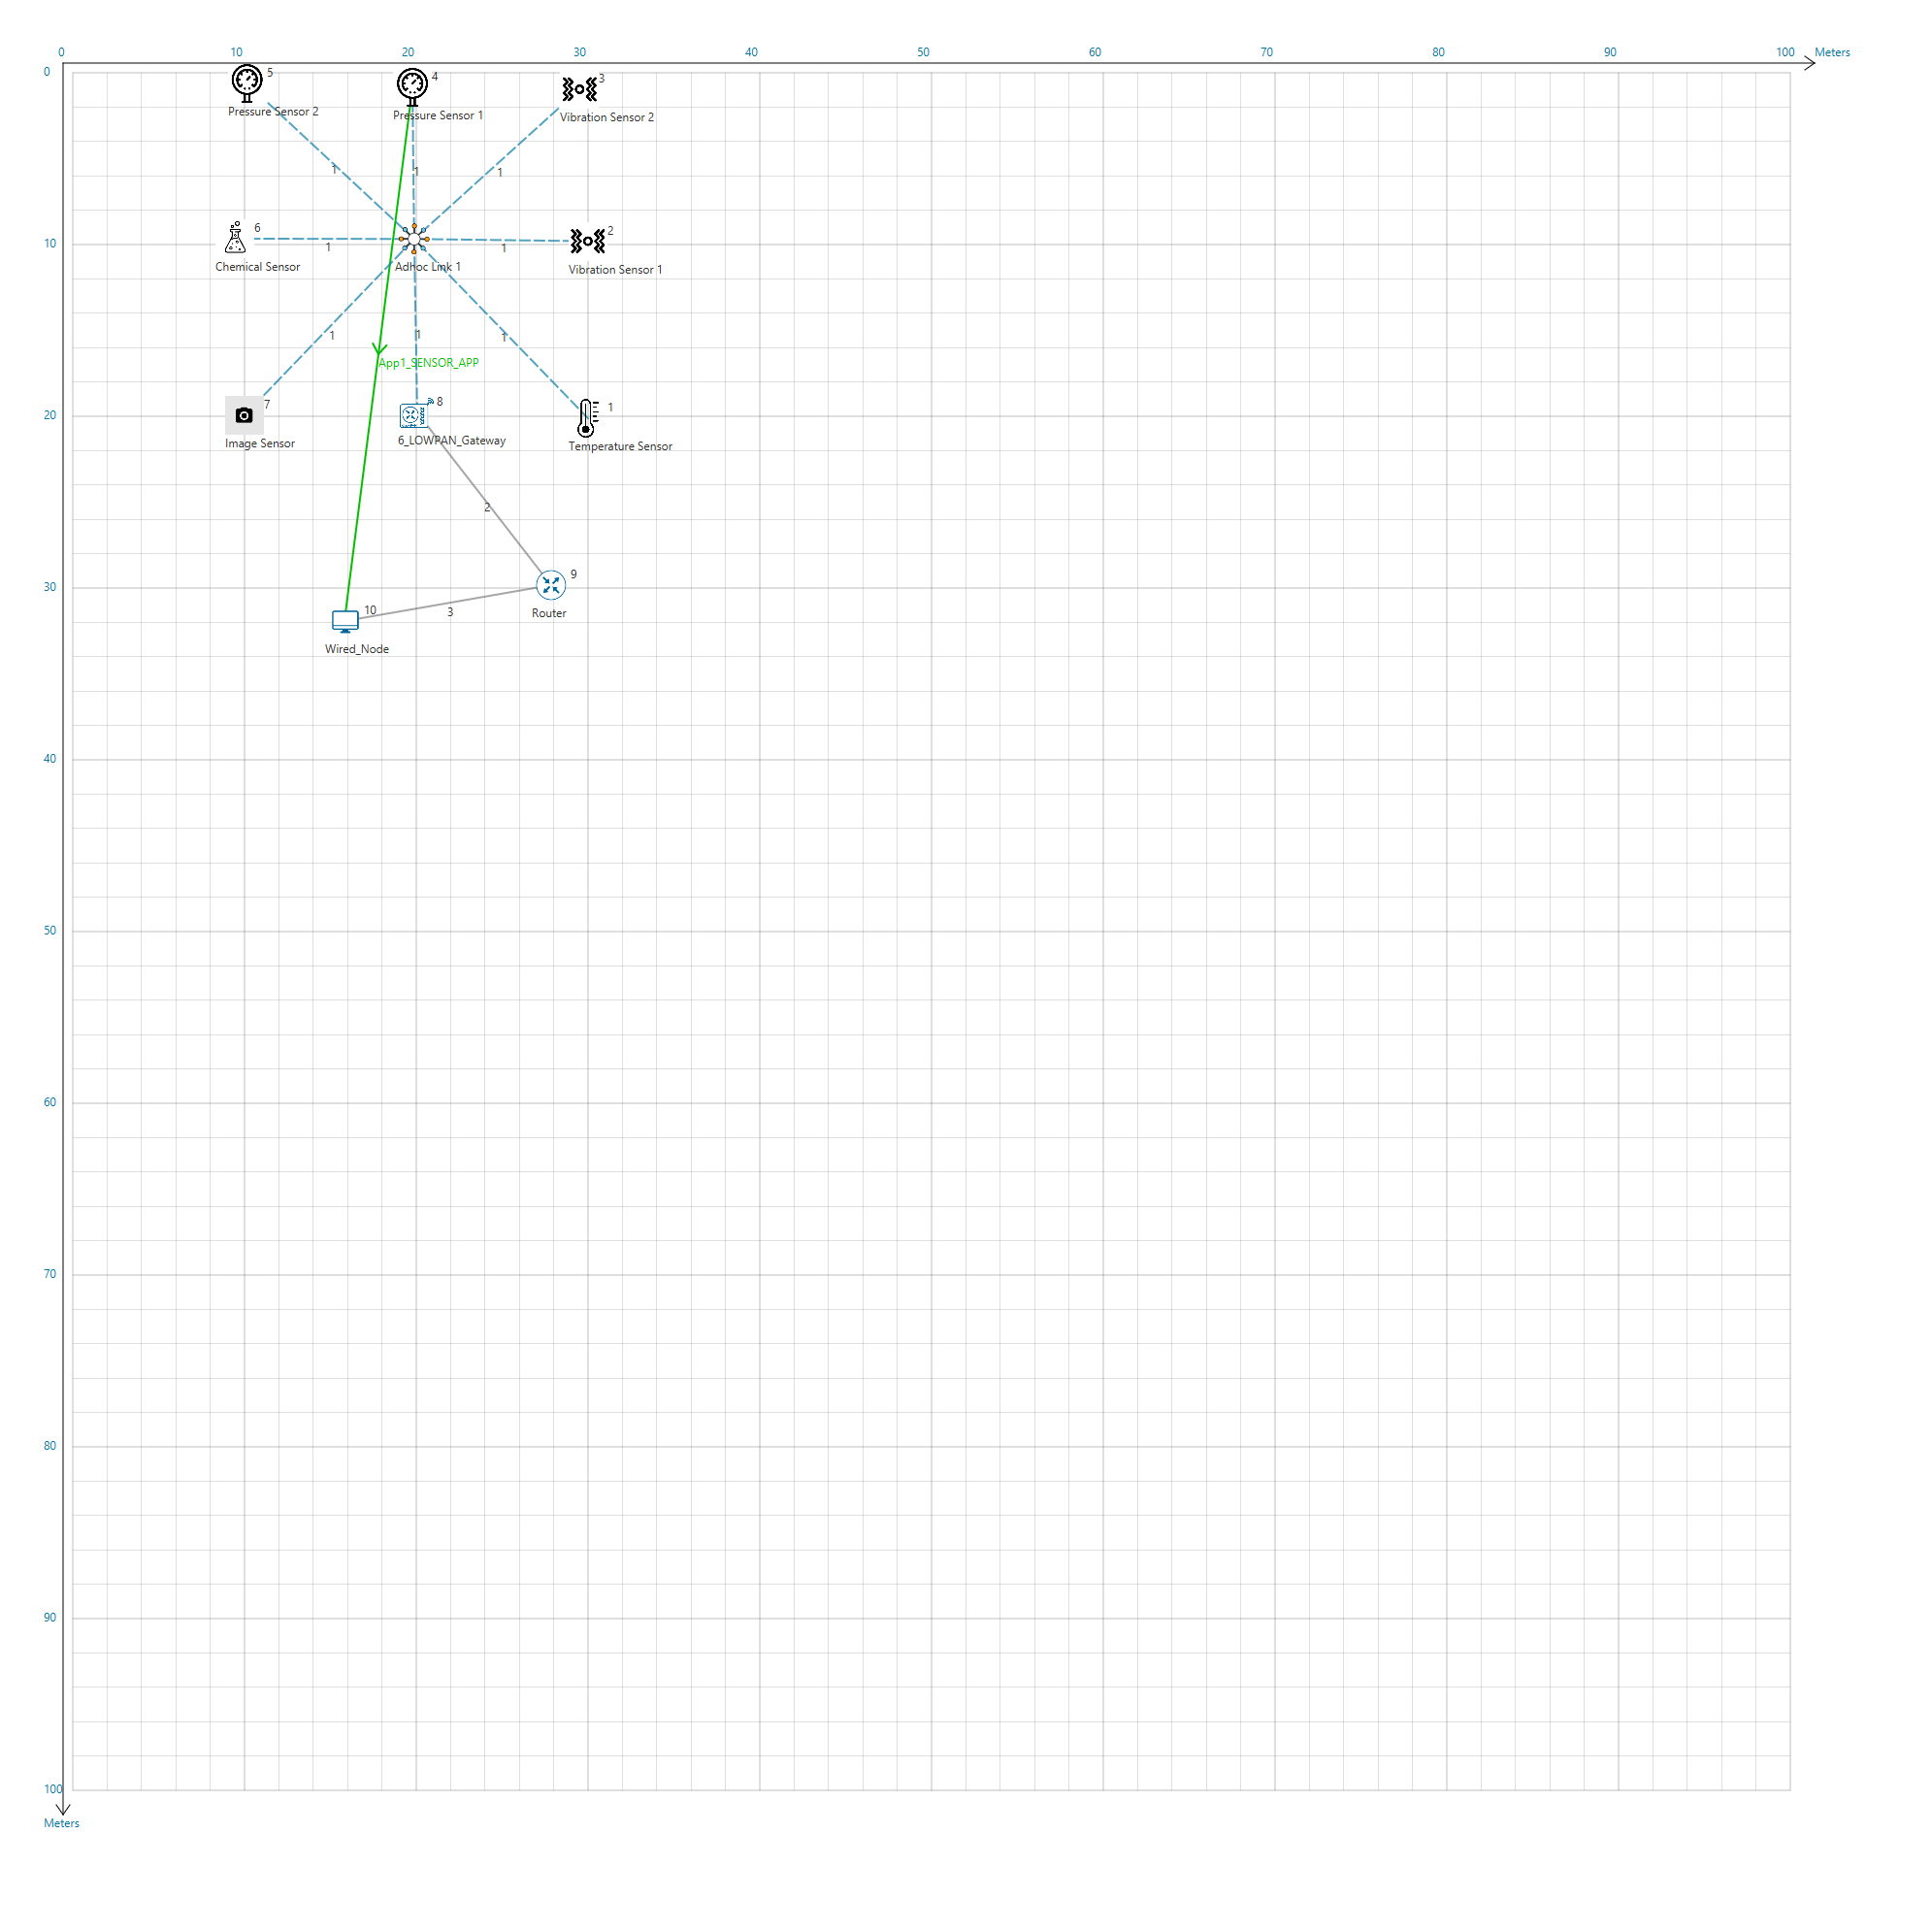 0 10 20 30 40 50 60 70 80 90 100 Meters
0
5
4
3
Pressure Sensor 2
Pressure Sensor 1
Vibration Sensor 2
1
1
1
6
2
10
1
1
Chemical Sensor
Adhoc Link 1
Vibration Sensor 1
1
1
1
App1_SENSOR_APP
7
8
1
20
Image Sensor
6_LOWPAN_Gateway
Temperature Sensor
2
9
30
10
3
Router
Wired_Node
40
50
60
70
80
90
100
Meters